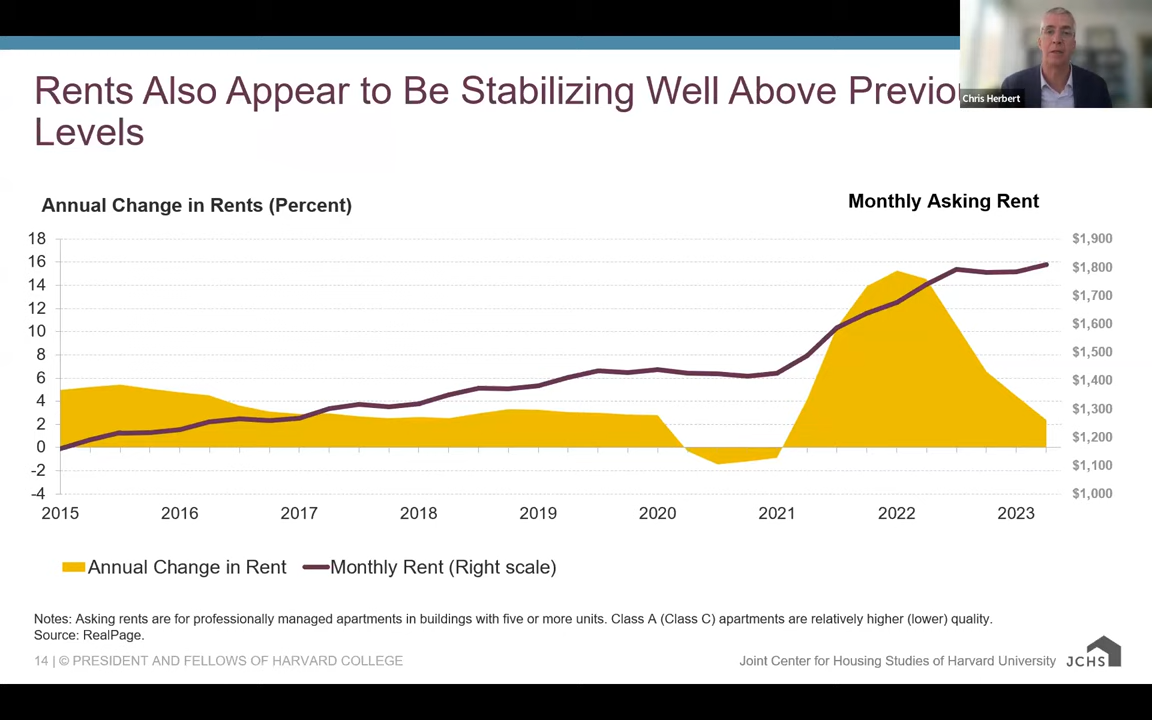 Rents Also Appear to Be Stabilizing Well Above Previo
Levels
Chris Herbert
Annual Change in Rents (Percent)
Monthly Asking Rent
18
16
14
12
10
8
6
4
2
0
-2
-4
$1,900
$1,800
$1,700
$1,600
$1,500
$1,400
$1,300
$1,200
$1,100
$1,000
2015 2016 2017 2018 2019 2020 2021 2022 2023
Annual Change in Rent Monthly Rent (Right scale)
Notes: Asking rents are for professionally managed apartments in buildings with five or more units. Class A (Class C) apartments are relatively higher (lower) quality.
Source: RealPage.
14 | © PRESIDENT AND FELLOWS OF HARVARD COLLEGE
Joint Center for Housing Studies of Harvard University JCHS